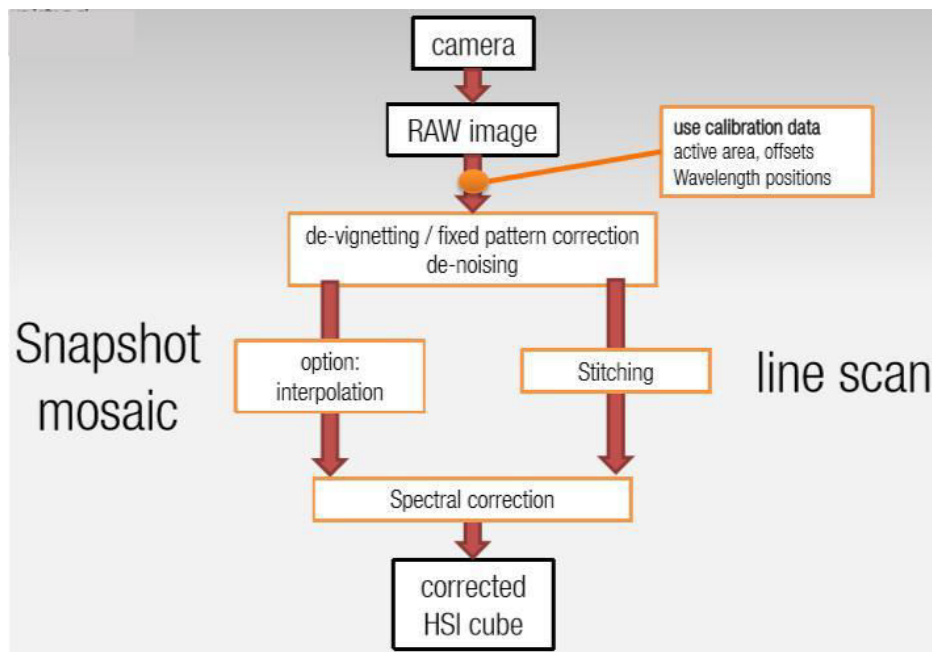 camera
RAW image
use calibration data
active area, offsets
Wavelength positions
de-vignetting / fixed pattern correction
de-noising
Snapshot
mosaic
option:
interpolation
Stitching
line scan
Spectral correction
corrected
HSI cube